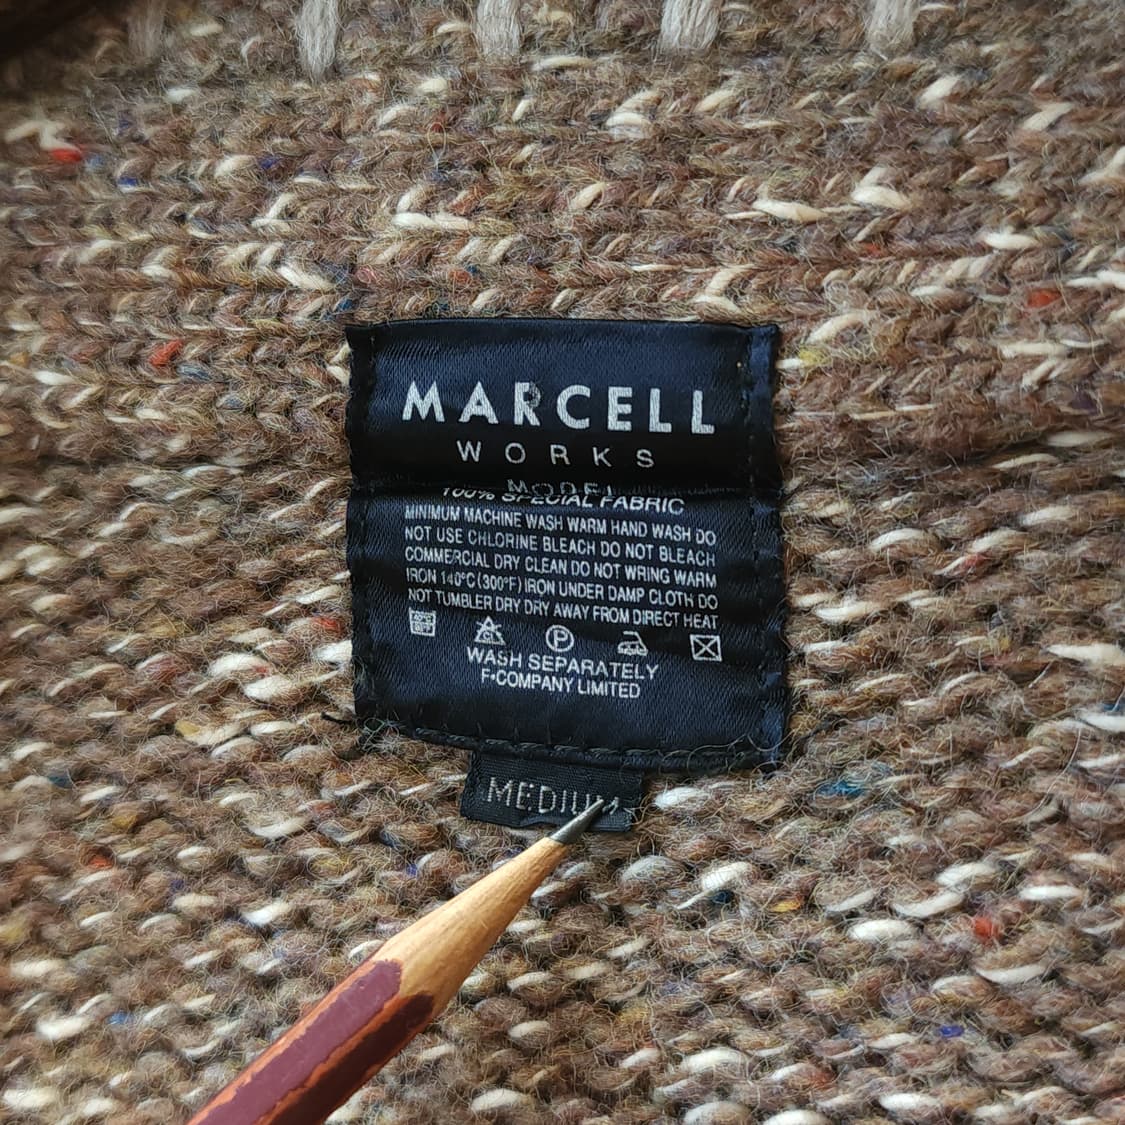 MARCELL
WORKS
MODEL
100% SPECIAL FABRIC
MINIMUM MACHINE WASH WARM HAND WASH DO
NOT USE CHLORINE BLEACH DO NOT BLEACH
COMMERCIAL DRY CLEAN DO NOT WRING WARM
IRON 140°C (300°F) IRON UNDER DAMP CLOTH DO
NOT TUMBLER DRY DRY AWAY FROM DIRECT HEAT
CL P
WASH SEPARATELY
F•COMPANY LIMITED
MEDIUM